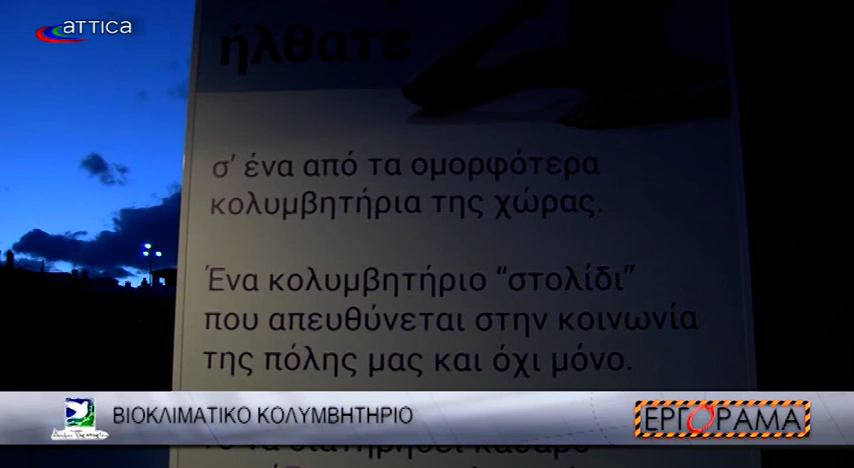 ATTICA
ήλθατε
σ’ ένα από τα ομορφότερα
κολυμβητήρια της χώρας.
Ένα κολυμβητήριο “στολίδι”
που απευθύνεται στην κοινωνία
της πόλης μας και όχι μόνο.
ΒΙΟΚΛΙΜΑΤΙΚΟ ΚΟΛΥΜΒΗΤΗΡΙΟ
ΕΡΓΟΡΑΜΑ